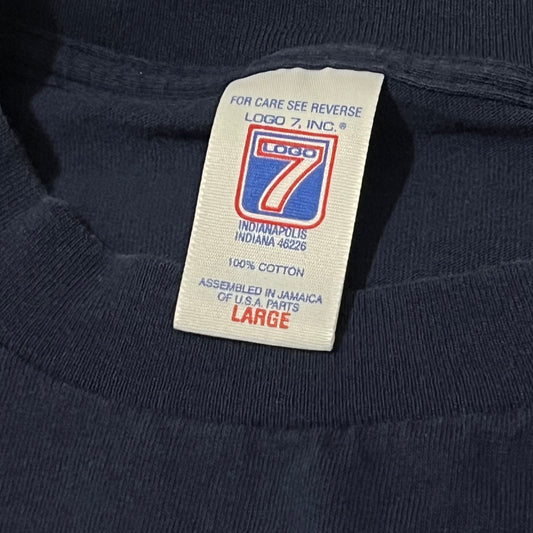 FOR CARE SEE REVERSE
LOGO 7, INC.®
LOGO
7
INDIANAPOLIS
INDIANA 46226
100% COTTON
ASSEMBLED IN JAMAICA
OF U.S.A. PARTS
LARGE